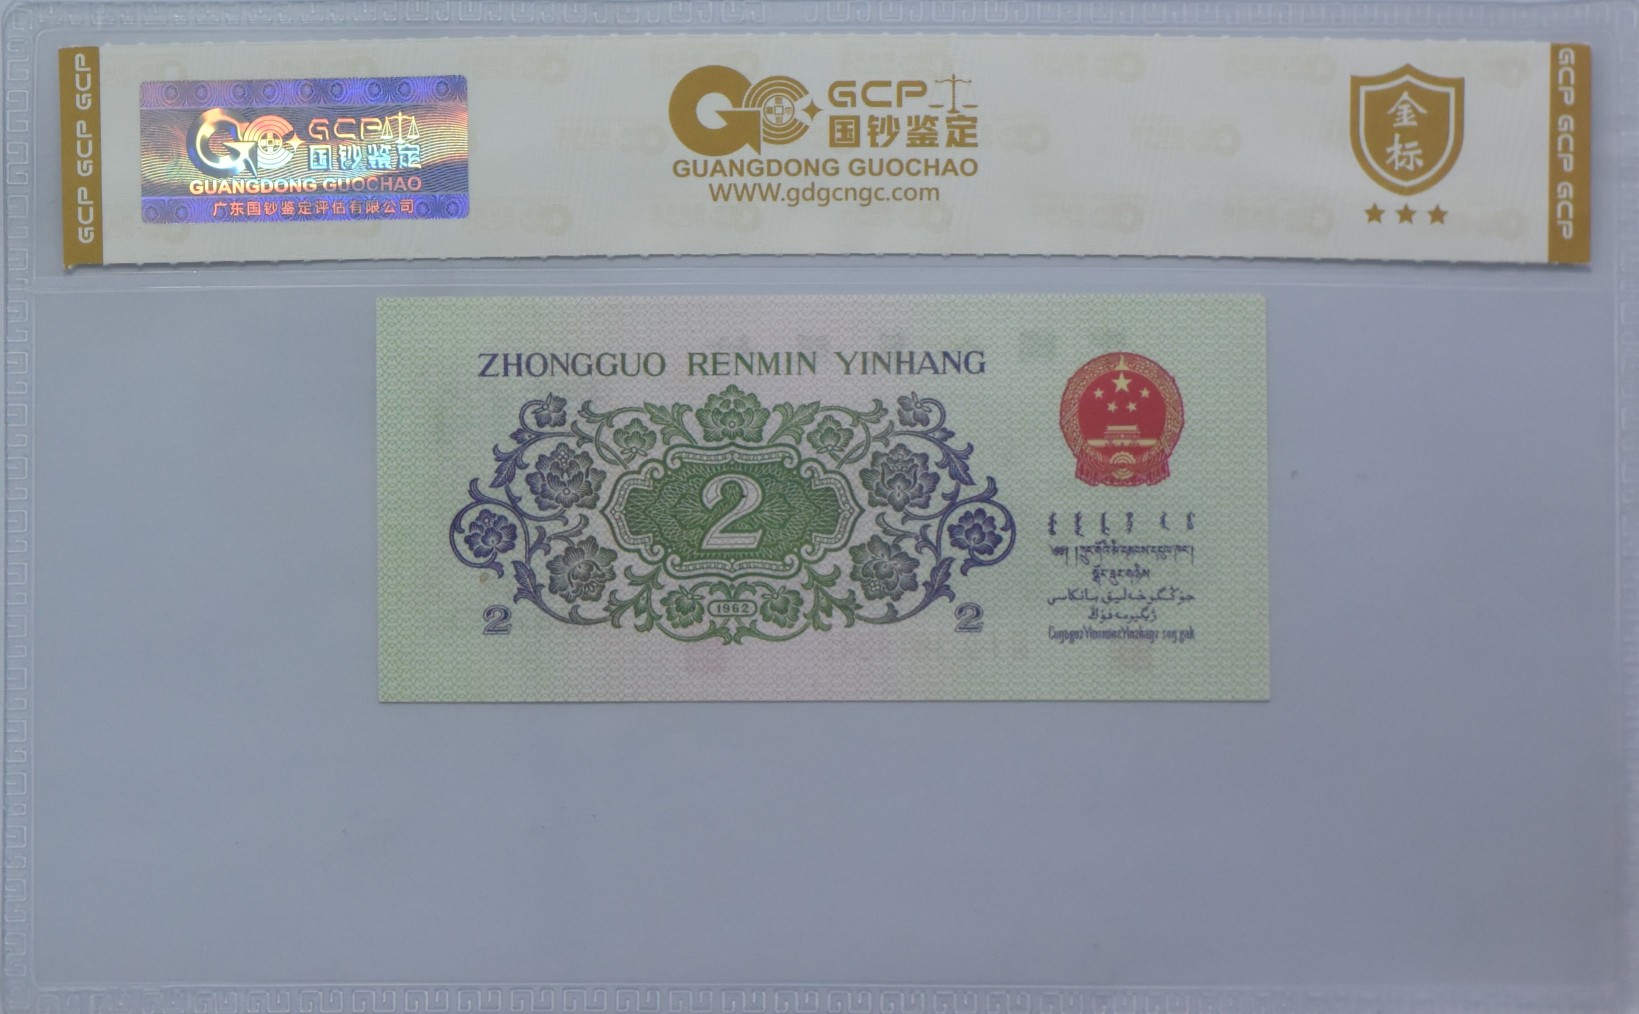 GCP GCP GCP
GCP
国钞鉴定
GUANGDONG GUOCHAO
广东国钞鉴定评估有限公司
GCP
国钞鉴定
GUANGDONG GUOCHAO
WWW.gdgcngc.com
金
标
GCP GCP GCP
ZHONGGUO RENMIN YINHANG
2
1962
2
2